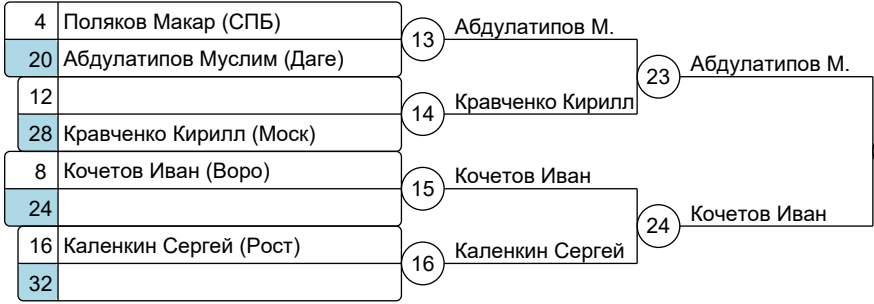 4 Поляков Макар (СПБ)
20 Абдулатипов Муслим (Даге)
13 Абдулатипов М.
12
28 Кравченко Кирилл (Моск)
14 Кравченко Кирилл
23 Абдулатипов М.
8 Кочетов Иван (Воро)
24
15 Кочетов Иван
16 Каленкин Сергей (Рост)
32
16 Каленкин Сергей
24 Кочетов Иван